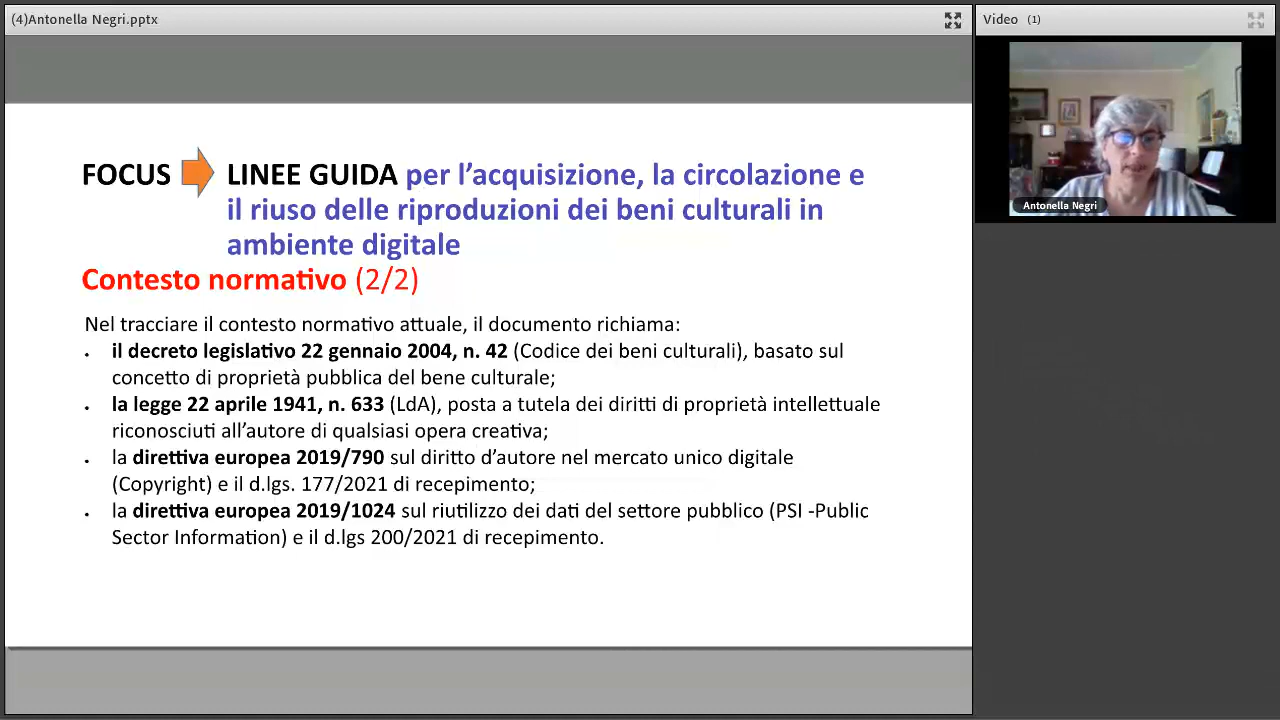 (4)Antonella Negri.pptx
Video (1)
Antonella Negri
FOCUS LINEE GUIDA per l’acquisizione, la circolazione e
il riuso delle riproduzioni dei beni culturali in
ambiente digitale
Contesto normativo (2/2)
Nel tracciare il contesto normativo attuale, il documento richiama:
• il decreto legislativo 22 gennaio 2004, n. 42 (Codice dei beni culturali), basato sul
concetto di proprietà pubblica del bene culturale;
• la legge 22 aprile 1941, n. 633 (LdA), posta a tutela dei diritti di proprietà intellettuale
riconosciuti all’autore di qualsiasi opera creativa;
• la direttiva europea 2019/790 sul diritto d’autore nel mercato unico digitale
(Copyright) e il d.lgs. 177/2021 di recepimento;
• la direttiva europea 2019/1024 sul riutilizzo dei dati del settore pubblico (PSI -Public
Sector Information) e il d.lgs 200/2021 di recepimento.